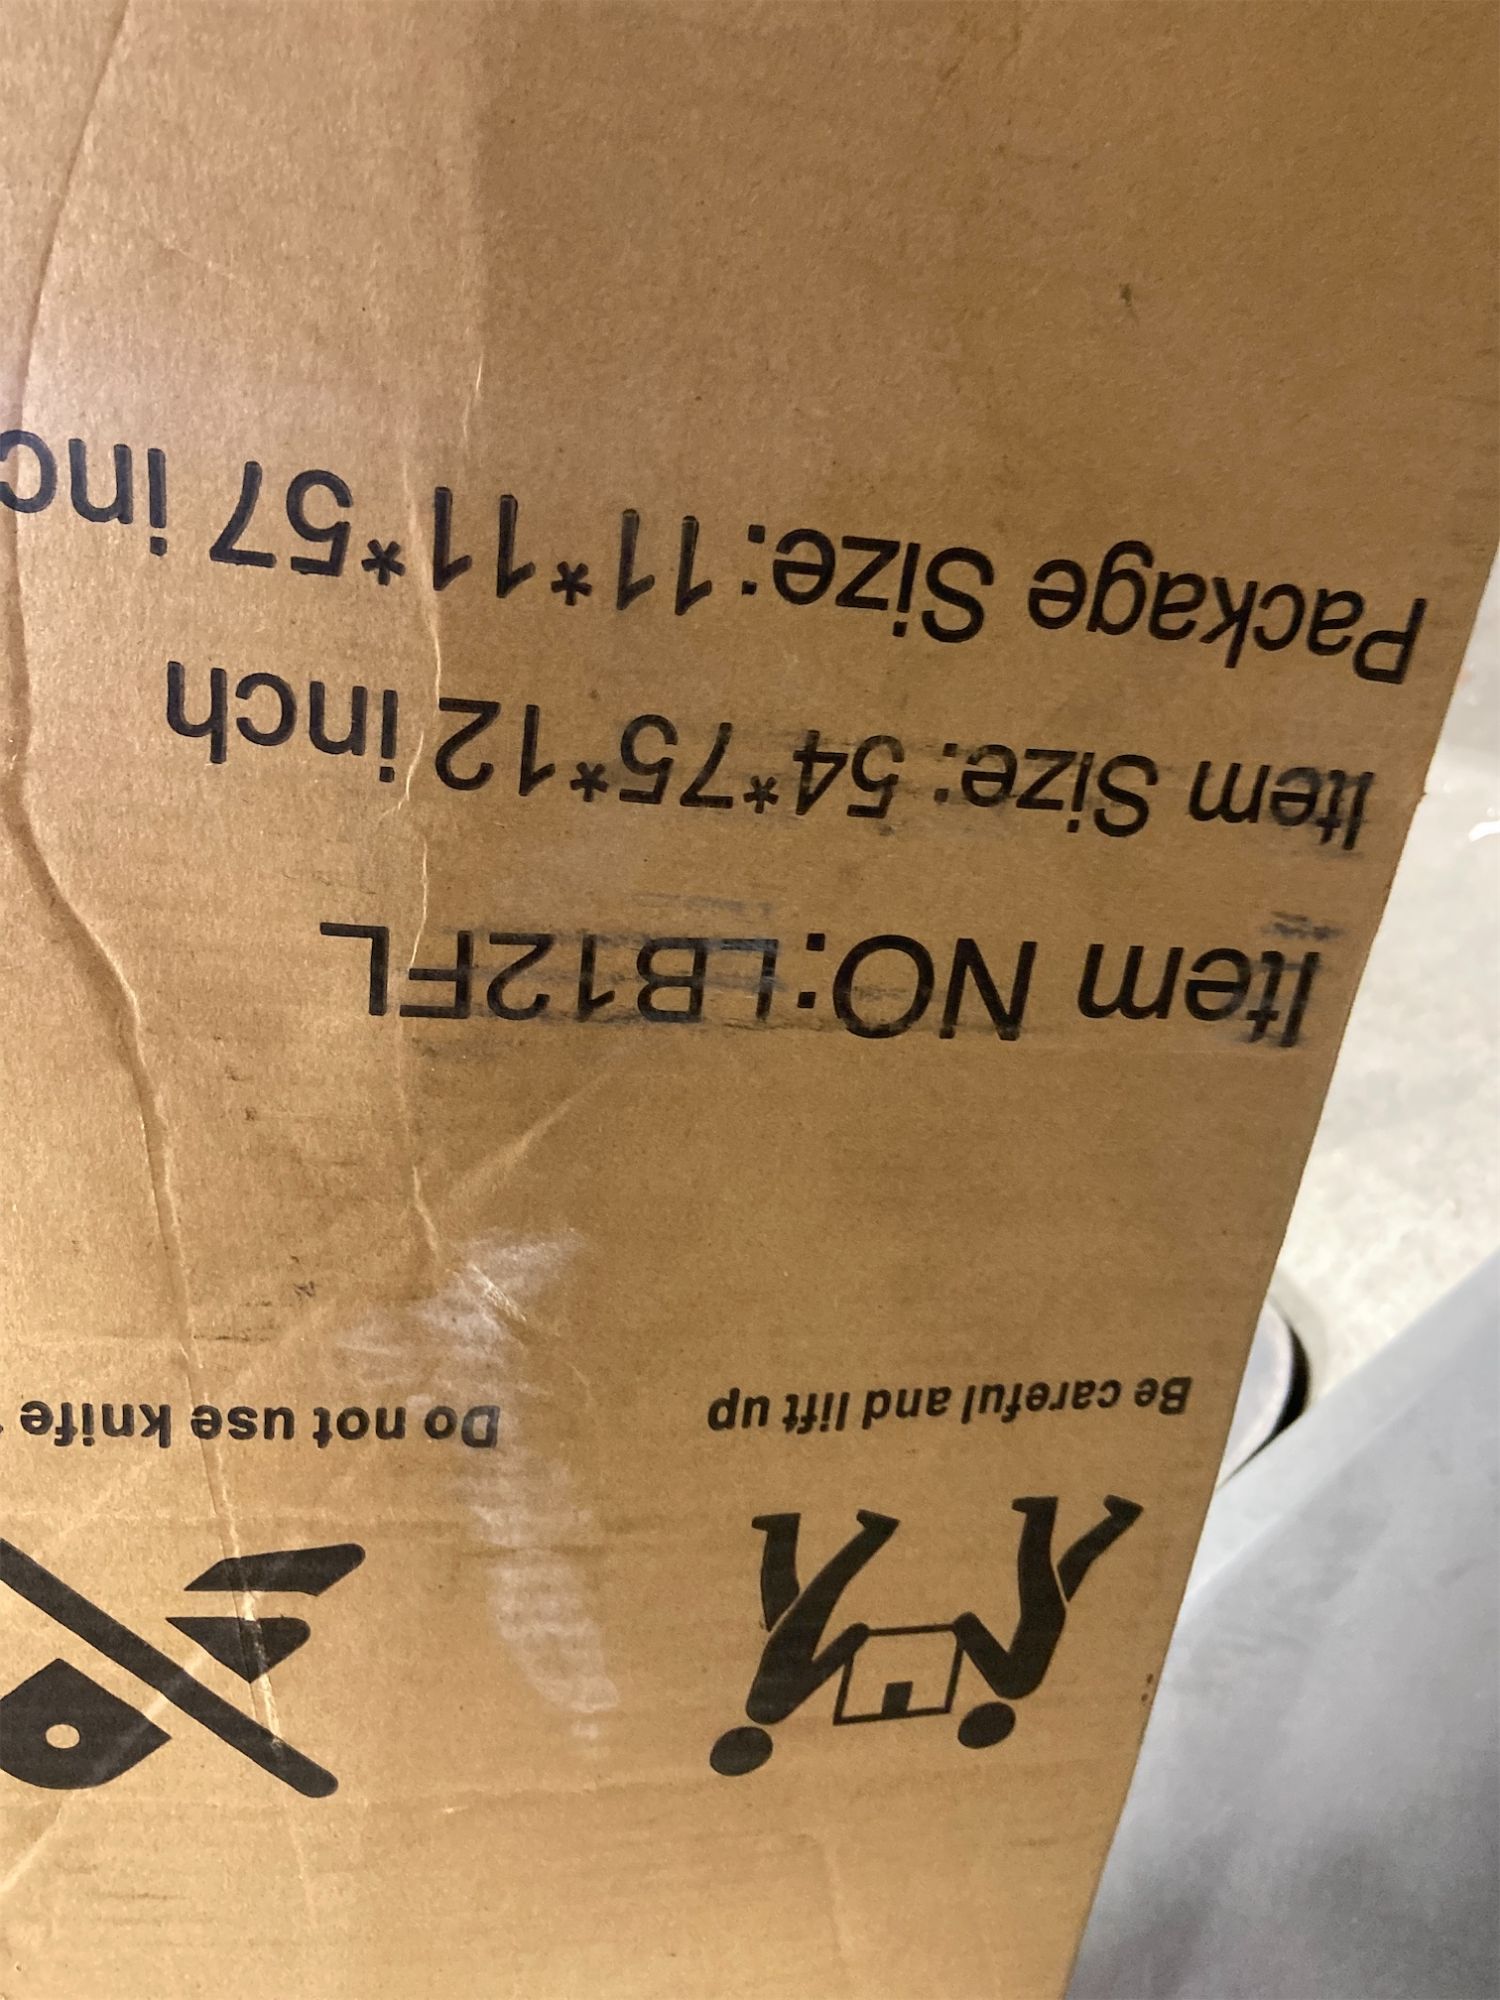 Be careful and lift up
Do not use knife
Item NO:LB12FL
Item Size: 54*75*12 inch
Package Size:11*11*57 inc